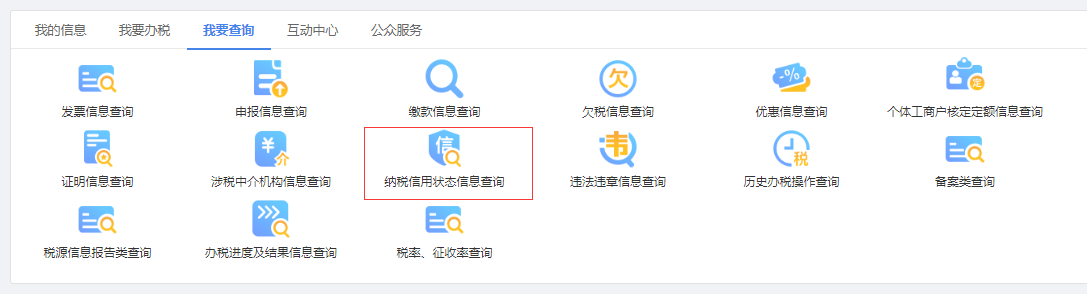 我的信息 我要办税 我要查询 互动中心 公众服务
欠 -% 定
发票信息查询 申报信息查询 缴款信息查询 欠税信息查询 优惠信息查询 个体工商户核定定额信息查询
¥ 介 信 韦 税
证明信息查询 涉税中介机构信息查询 纳税信用状态信息查询 违法违章信息查询 历史办税操作查询 备案类查询
税源信息报告类查询 办税进度及结果信息查询 税率、征收率查询